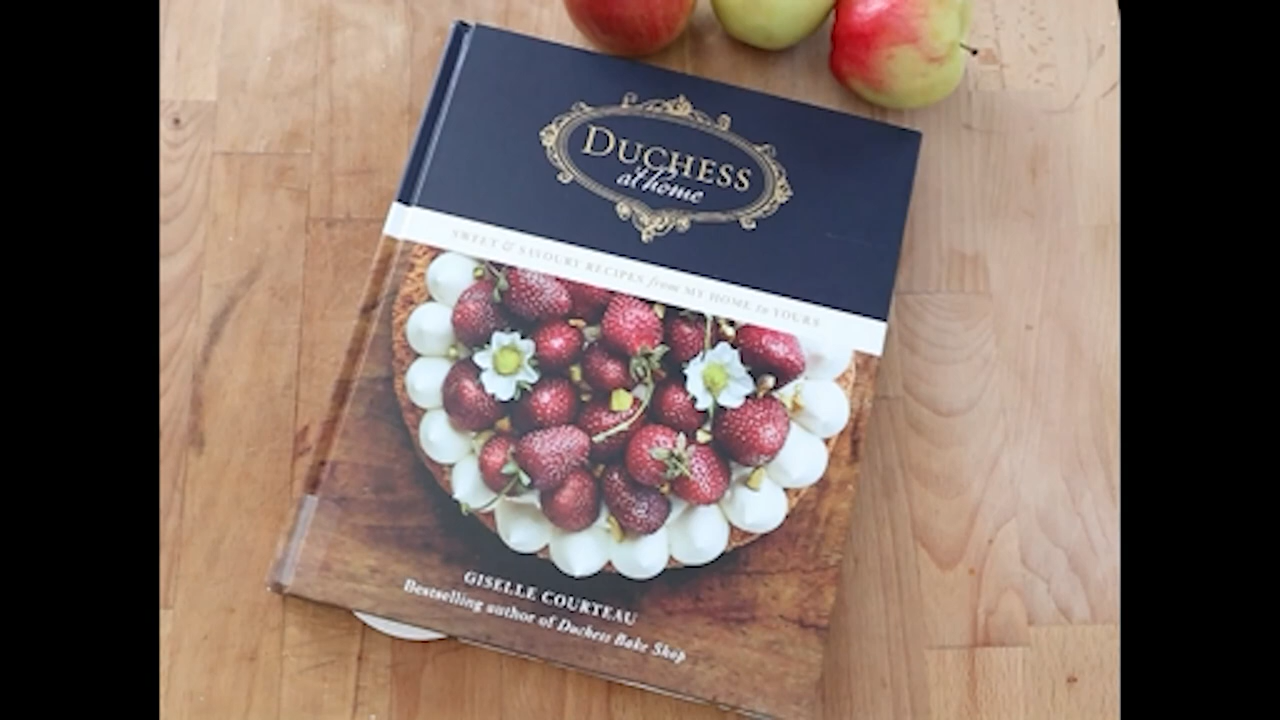 DUCHESS
at home
SWEET & SAVOURY RECIPES from MY HOME to YOURS
GISELLE COURTEAU
Bestselling author of Duchess Bake Shop